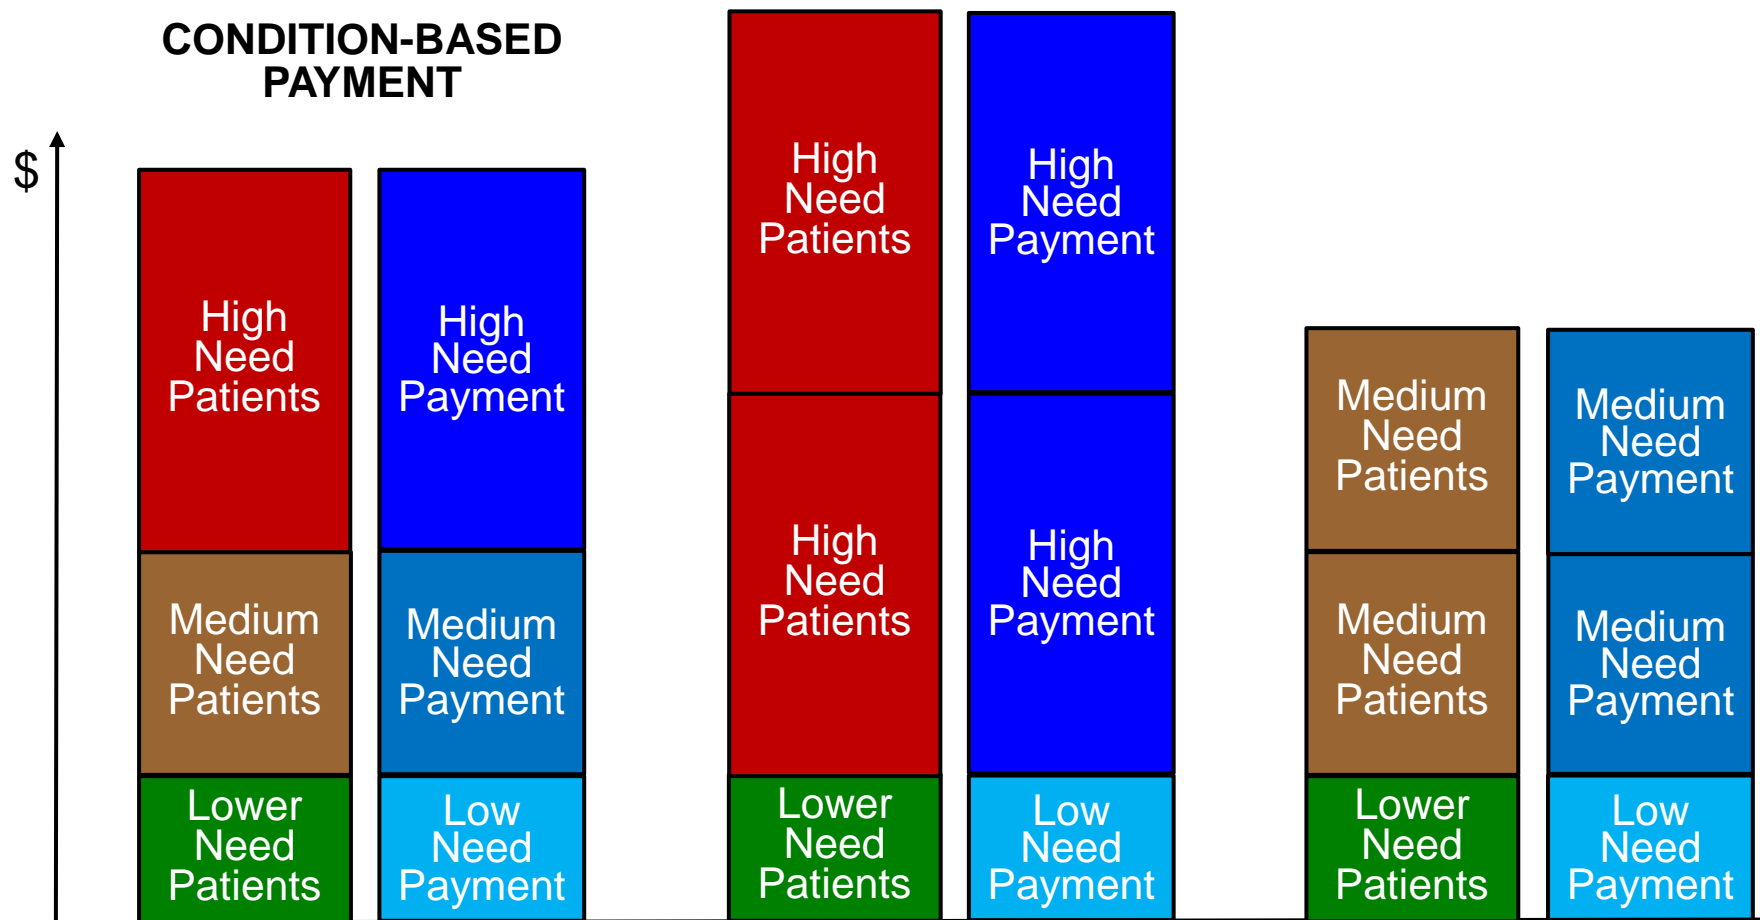 CONDITION-BASED
PAYMENT
$
High
Need
Patients
Medium
Need
Patients
Lower
Need
Patients
High
Need
Payment
Medium
Need
Payment
Low
Need
Payment
High
Need
Patients
High
Need
Patients
Lower
Need
Patients
High
Need
Payment
High
Need
Payment
Low
Need
Payment
Medium
Need
Patients
Medium
Need
Patients
Lower
Need
Patients
Medium
Need
Payment
Medium
Need
Payment
Low
Need
Payment